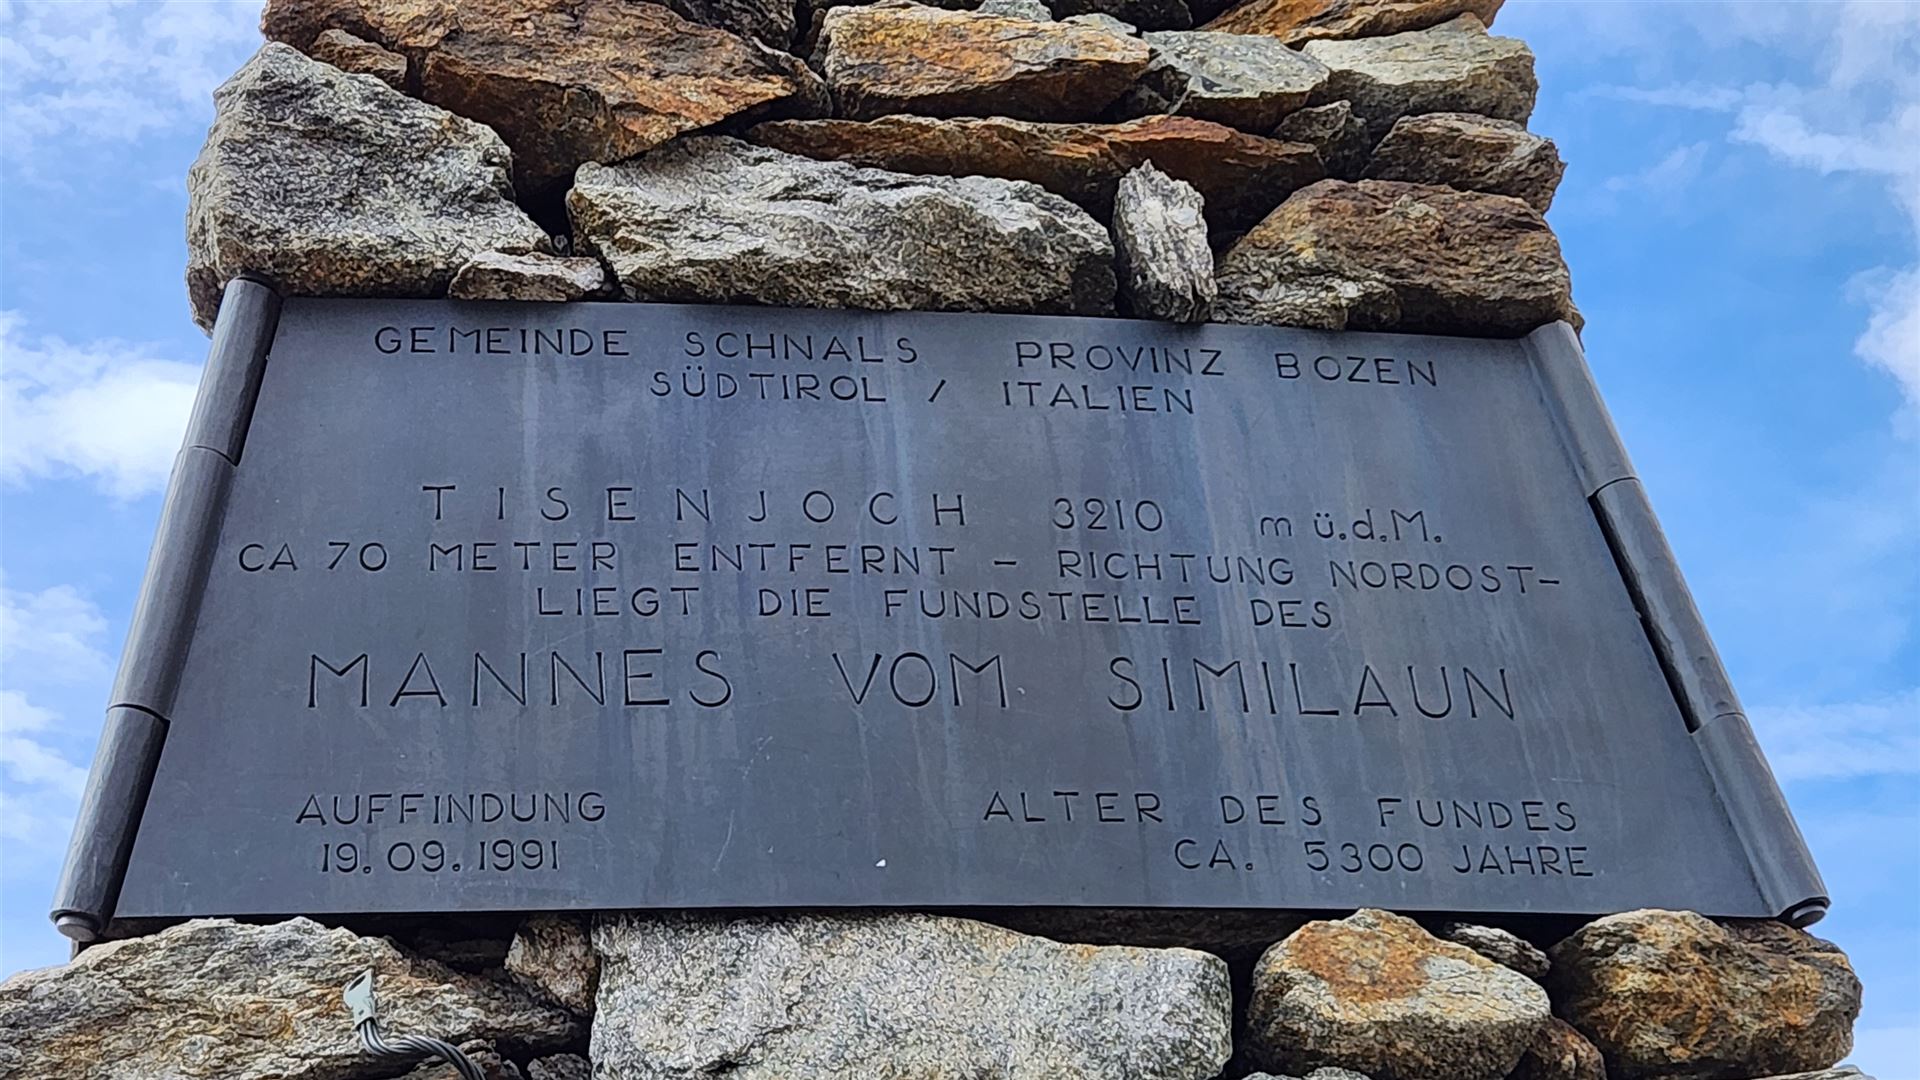 GEMEINDE SCHNALS PROVINZ BOZEN
SÜDTIROL / ITALIEN
TISENJOCH 3210 m ü.d.M.
CA 70 METER ENTFERNT - RICHTUNG NORDOST-
LIEGT DIE FUNDSTELLE DES
MANNES VOM SIMILAUN
AUFFINDUNG
19.09.1991
ALTER DES FUNDES
CA. 5300 JAHRE